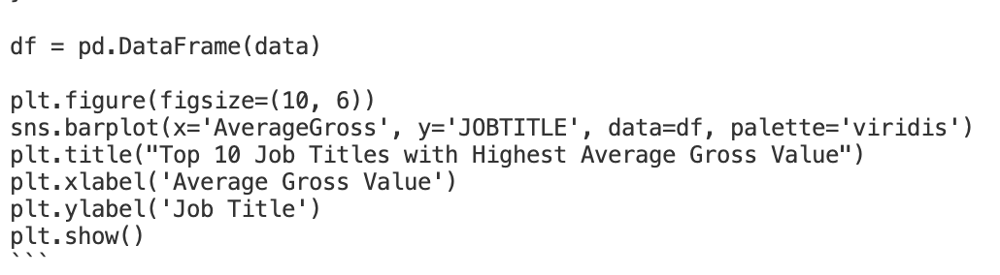 df = pd.DataFrame(data)
plt.figure(figsize=(10, 6))
sns.barplot(x='AverageGross', y='JOBTITLE', data=df, palette='viridis')
plt.title("Top 10 Job Titles with Highest Average Gross Value")
plt.xlabel('Average Gross Value')
plt.ylabel('Job Title')
plt.show()
```